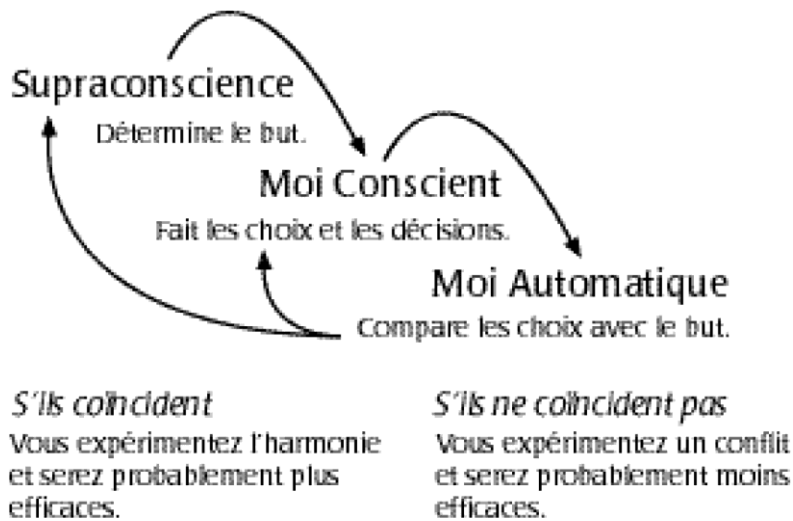 Supraconscience
Détermine le but.
Moi Conscient
Fait les choix et les décisions.
Moi Automatique
Compare les choix avec le but.
S'ils coïncident
Vous expérimentez l'harmonie
et serez probablement plus
efficaces.
S'ils ne coïncident pas
Vous expérimentez un conflit
et serez probablement moins
efficaces.